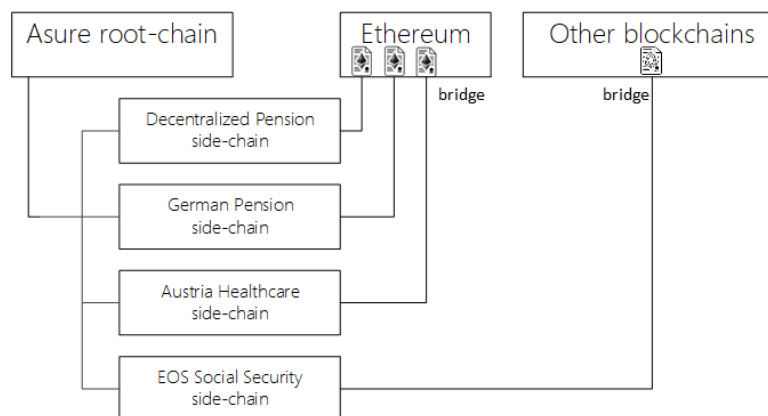 Asure root-chain
Ethereum
Other blockchains
bridge
bridge
Decentralized Pension
side-chain
German Pension
side-chain
Austria Healthcare
side-chain
EOS Social Security
side-chain